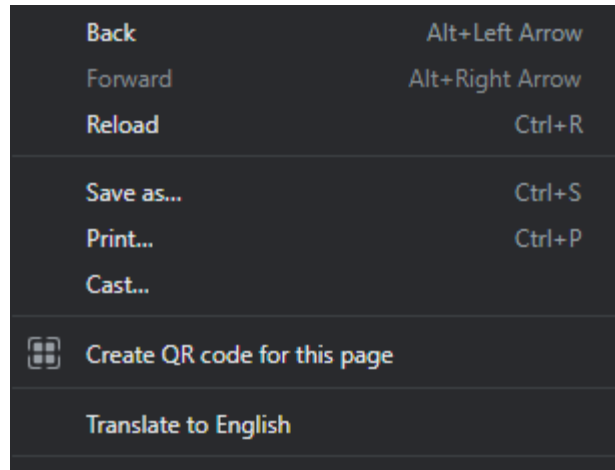 Back Alt+Left Arrow
Forward Alt+Right Arrow
Reload Ctrl+R
Save as... Ctrl+S
Print... Ctrl+P
Cast...
Create QR code for this page
Translate to English